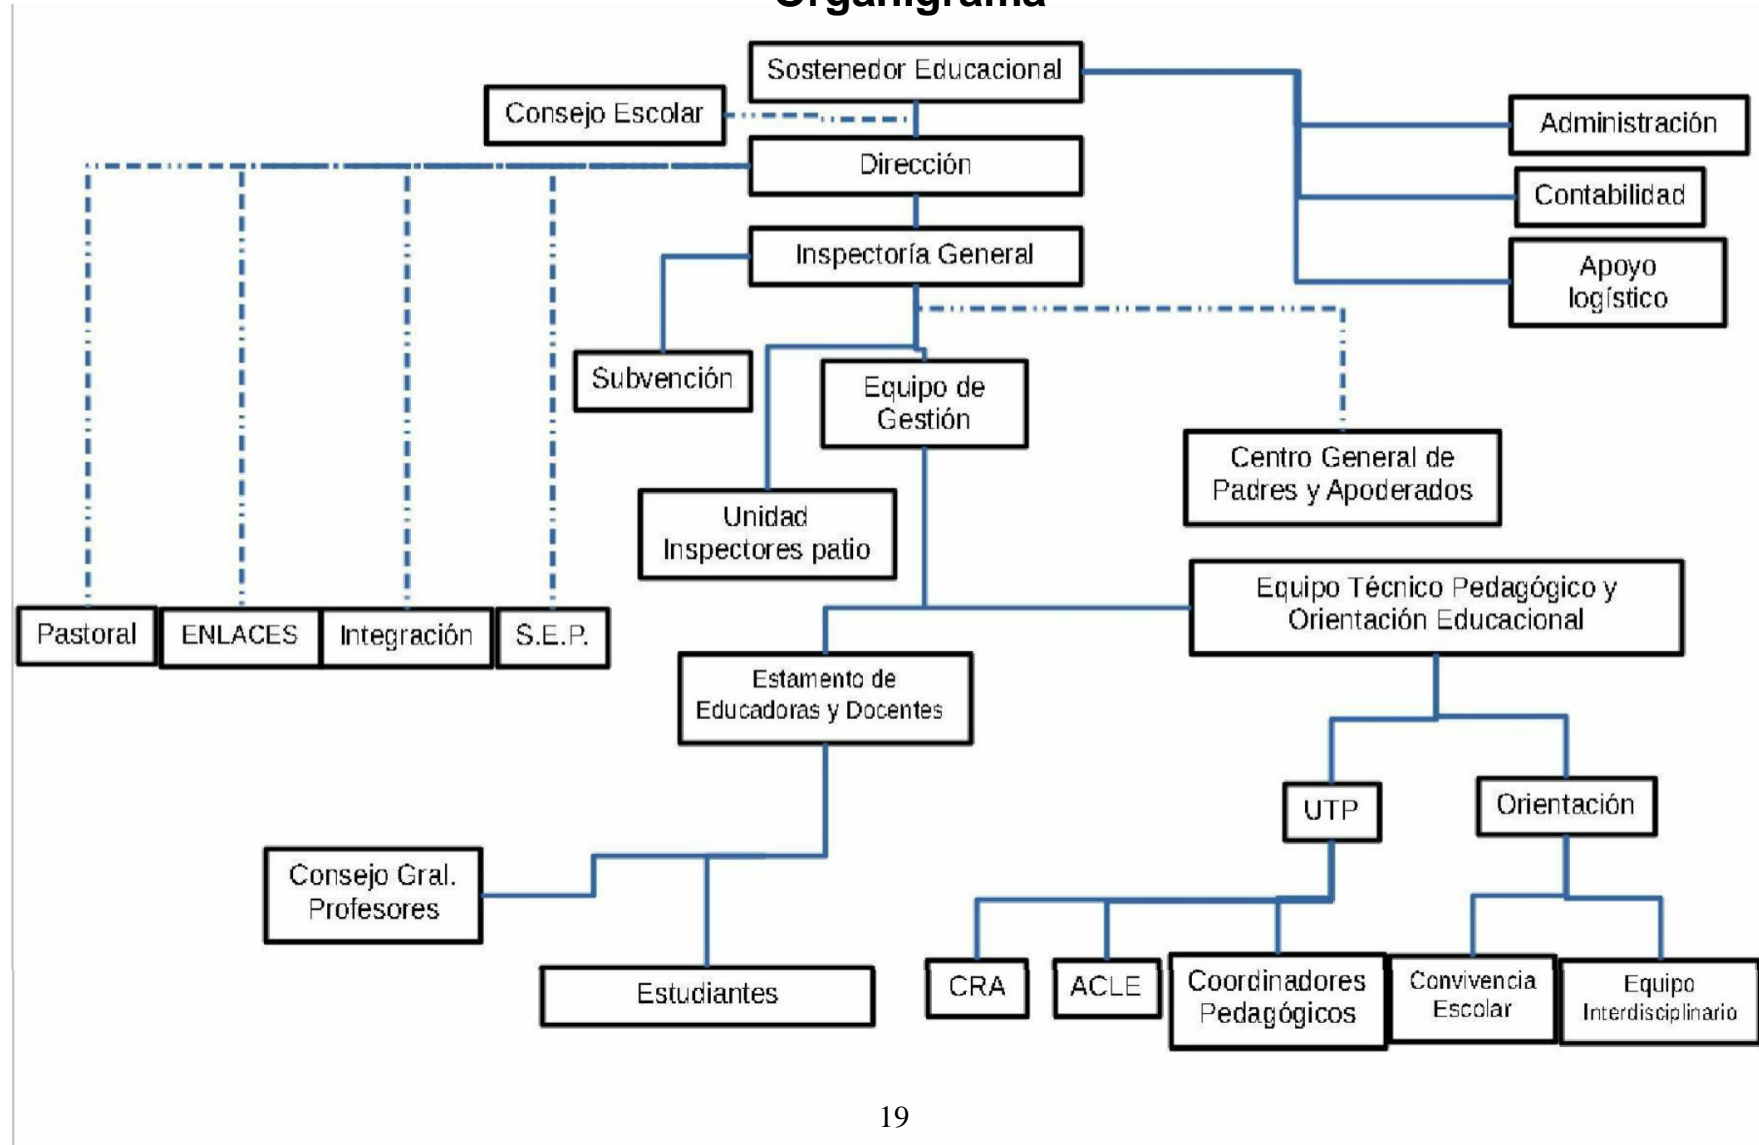 Organigrama
Sostenedor Educacional
Consejo Escolar
Administración
Dirección
Contabilidad
Inspectoría General
Apoyo
logístico
Subvención
Equipo de
Gestión
Centro General de
Padres y Apoderados
Unidad
Inspectores patio
Equipo Técnico Pedagógico y
Orientación Educacional
Pastoral
ENLACES
Integración
S.E.P.
Estamento de
Educadoras y Docentes
UTP
Orientación
Consejo Gral.
Profesores
Estudiantes
CRA
ACLE
Coordinadores
Pedagógicos
Convivencia
Escolar
Equipo
Interdisciplinario
19